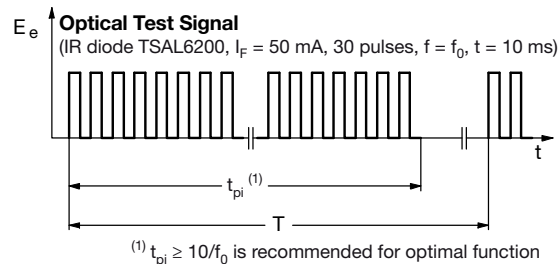 Optical Test Signal
E_e
(IR diode TSAL6200, I_F = 50 mA, 30 pulses, f = f_0, t = 10 ms)
t
t_pi (1)
T
(1) t_pi ≥ 10/f_0 is recommended for optimal function